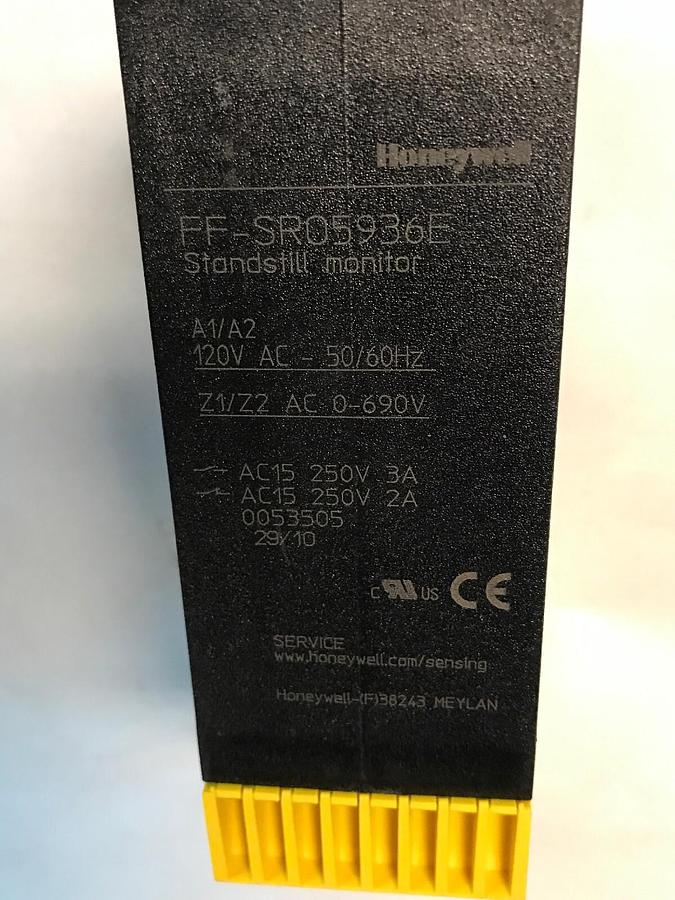 Honeywell
FF-SR05936E
Standstill monitor
A1/A2
120V AC - 50/60Hz
Z1/Z2 AC 0-690V
AC15 250V 3A
AC15 250V 2A
0053505
29/10
c UL US CE
SERVICE
www.honeywell.com/sensing
Honeywell-(F)38243 MEYLAN